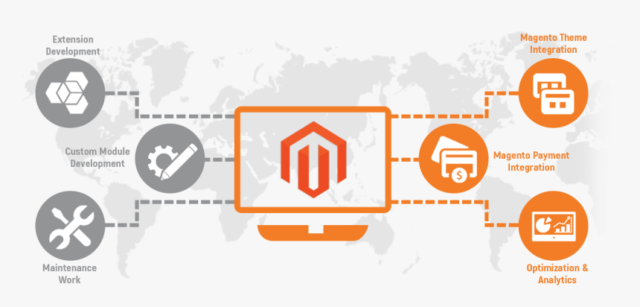 Extension
Development
Custom Module
Development
Maintenance
Work
Magento Theme
Integration
Magento Payment
Integration
$
Optimization &
Analytics